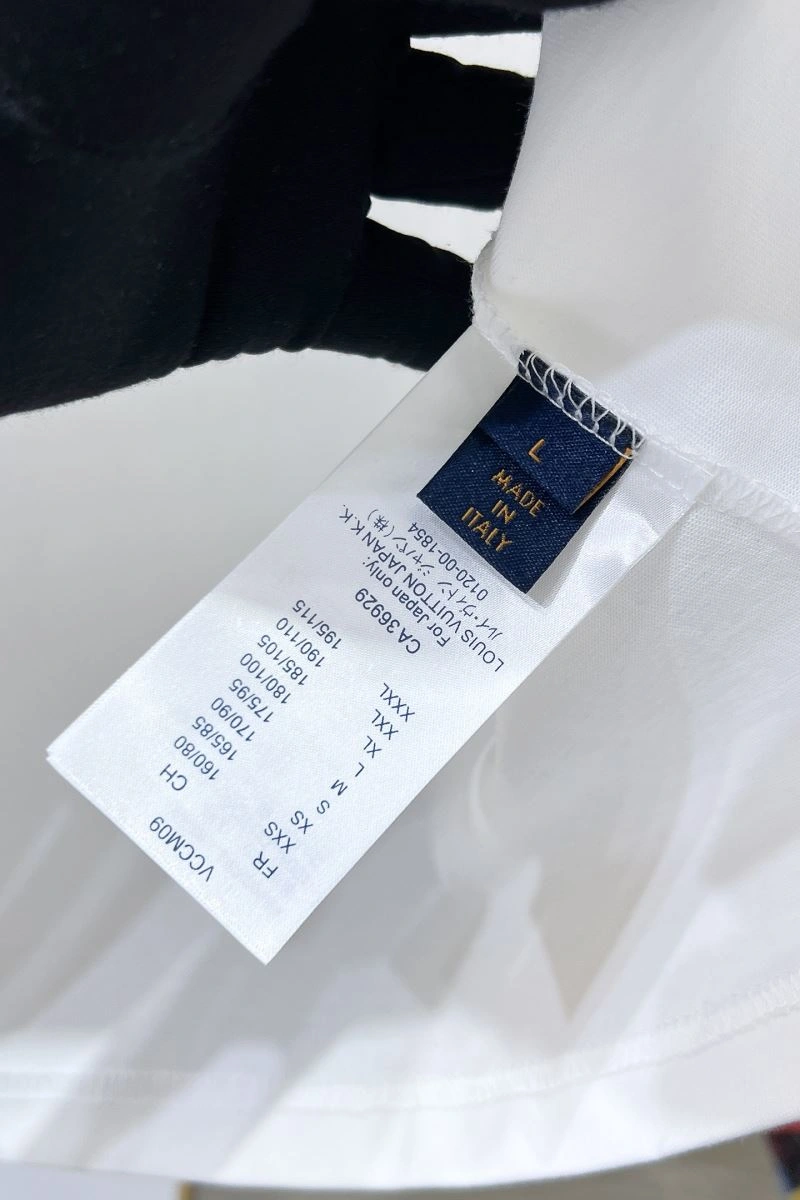 L
MADE
IN
ITALY
VCCM09
FR CH
XXS 160/80
XS 165/85
S 170/90
M 175/95
L 180/100
XL 185/105
XXL 190/110
XXXL 195/115
CA 36929
For Japan only:
LOUIS VUITTON JAPAN K.K.
ルイ・ヴィトン ジャパン(株)
0120-00-1854